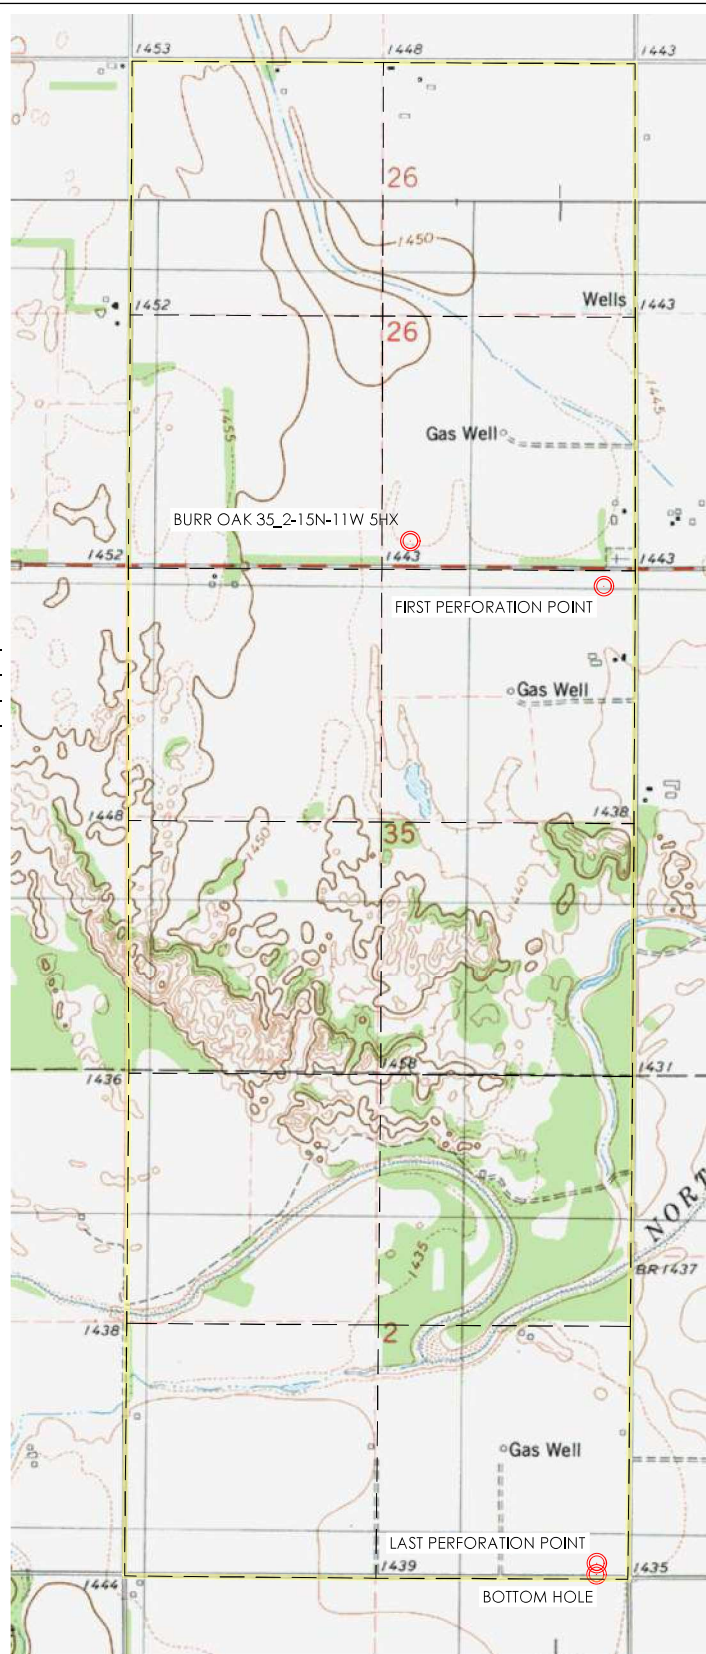 1453
1448
1443
26
1450
Wells
1452
1443
26
1445
1455
Gas Well
BURR OAK 35_2-15N-11W 5HX
1452
1443
1443
FIRST PERFORATION POINT
Gas Well
1448
1438
35
1450
1440
1458
1436
1431
NORT
1435
BR 1437
1438
2
Gas Well
LAST PERFORATION POINT
1444
1439
1435
BOTTOM HOLE